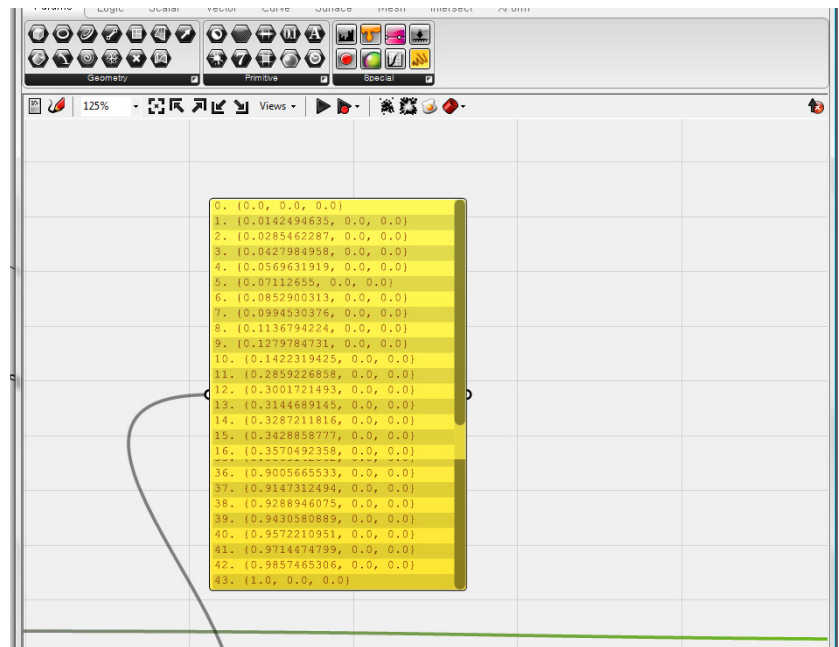 Params Logic Scalar Vector Curve Surface Mesh Intersect XForm
Geometry Primitive Special
125% Views
0. {0.0, 0.0, 0.0}
1. {0.0142494635, 0.0, 0.0}
2. {0.0285462287, 0.0, 0.0}
3. {0.0427984958, 0.0, 0.0}
4. {0.0569631919, 0.0, 0.0}
5. {0.07112655, 0.0, 0.0}
6. {0.0852900313, 0.0, 0.0}
7. {0.0994530376, 0.0, 0.0}
8. {0.1136794224, 0.0, 0.0}
9. {0.1279784731, 0.0, 0.0}
10. {0.1422319425, 0.0, 0.0}
11. {0.2859226858, 0.0, 0.0}
12. {0.3001721493, 0.0, 0.0}
13. {0.3144689145, 0.0, 0.0}
14. {0.3287211816, 0.0, 0.0}
15. {0.3428858777, 0.0, 0.0}
16. {0.3570492358, 0.0, 0.0}
36. {0.9005665533, 0.0, 0.0}
37. {0.9147312494, 0.0, 0.0}
38. {0.9288946075, 0.0, 0.0}
39. {0.9430580889, 0.0, 0.0}
40. {0.9572210951, 0.0, 0.0}
41. {0.9714474799, 0.0, 0.0}
42. {0.9857465306, 0.0, 0.0}
43. {1.0, 0.0, 0.0}